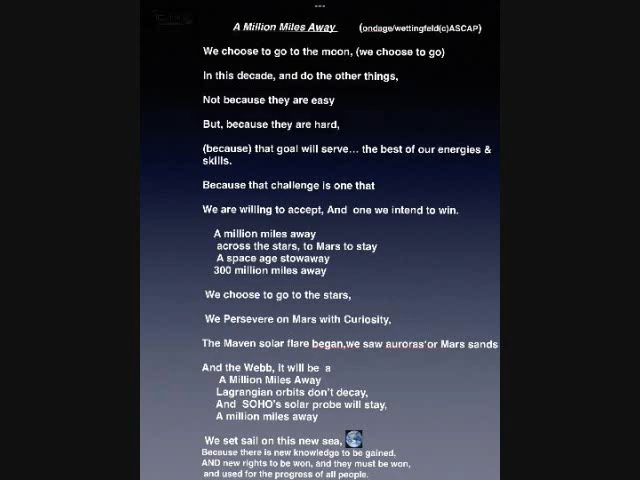 A Million Miles Away (ondage/wettingfeld(c)ASCAP)
We choose to go to the moon, (we choose to go)
In this decade, and do the other things,
Not because they are easy
But, because they are hard,
(because) that goal will serve... the best of our energies &
skills.
Because that challenge is one that
We are willing to accept, And one we intend to win.
A million miles away
across the stars, to Mars to stay
A space age stowaway
300 million miles away
We choose to go to the stars,
We Persevere on Mars with Curiosity,
The Maven solar flare began,we saw auroras'or Mars sands
And the Webb, it will be a
A Million Miles Away
Lagrangian orbits don't decay,
And SOHO's solar probe will stay,
A million miles away
We set sail on this new sea,
Because there is new knowledge to be gained,
AND new rights to be won, and they must be won,
and used for the progress of all people.